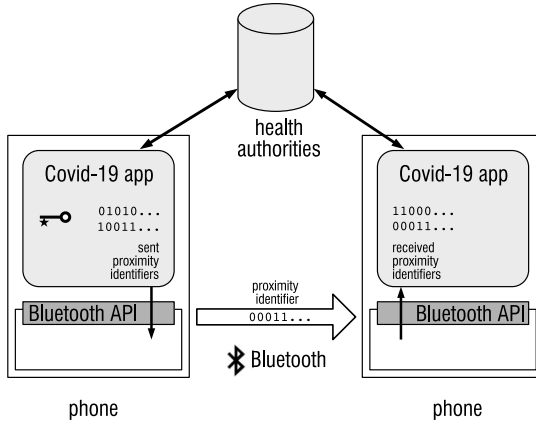 health
authorities
Covid-19 app
01010...
10011...
sent
proximity
identifiers
Bluetooth API
phone
proximity
identifier
00011...
Bluetooth
Covid-19 app
11000...
00011...
received
proximity
identifiers
Bluetooth API
phone